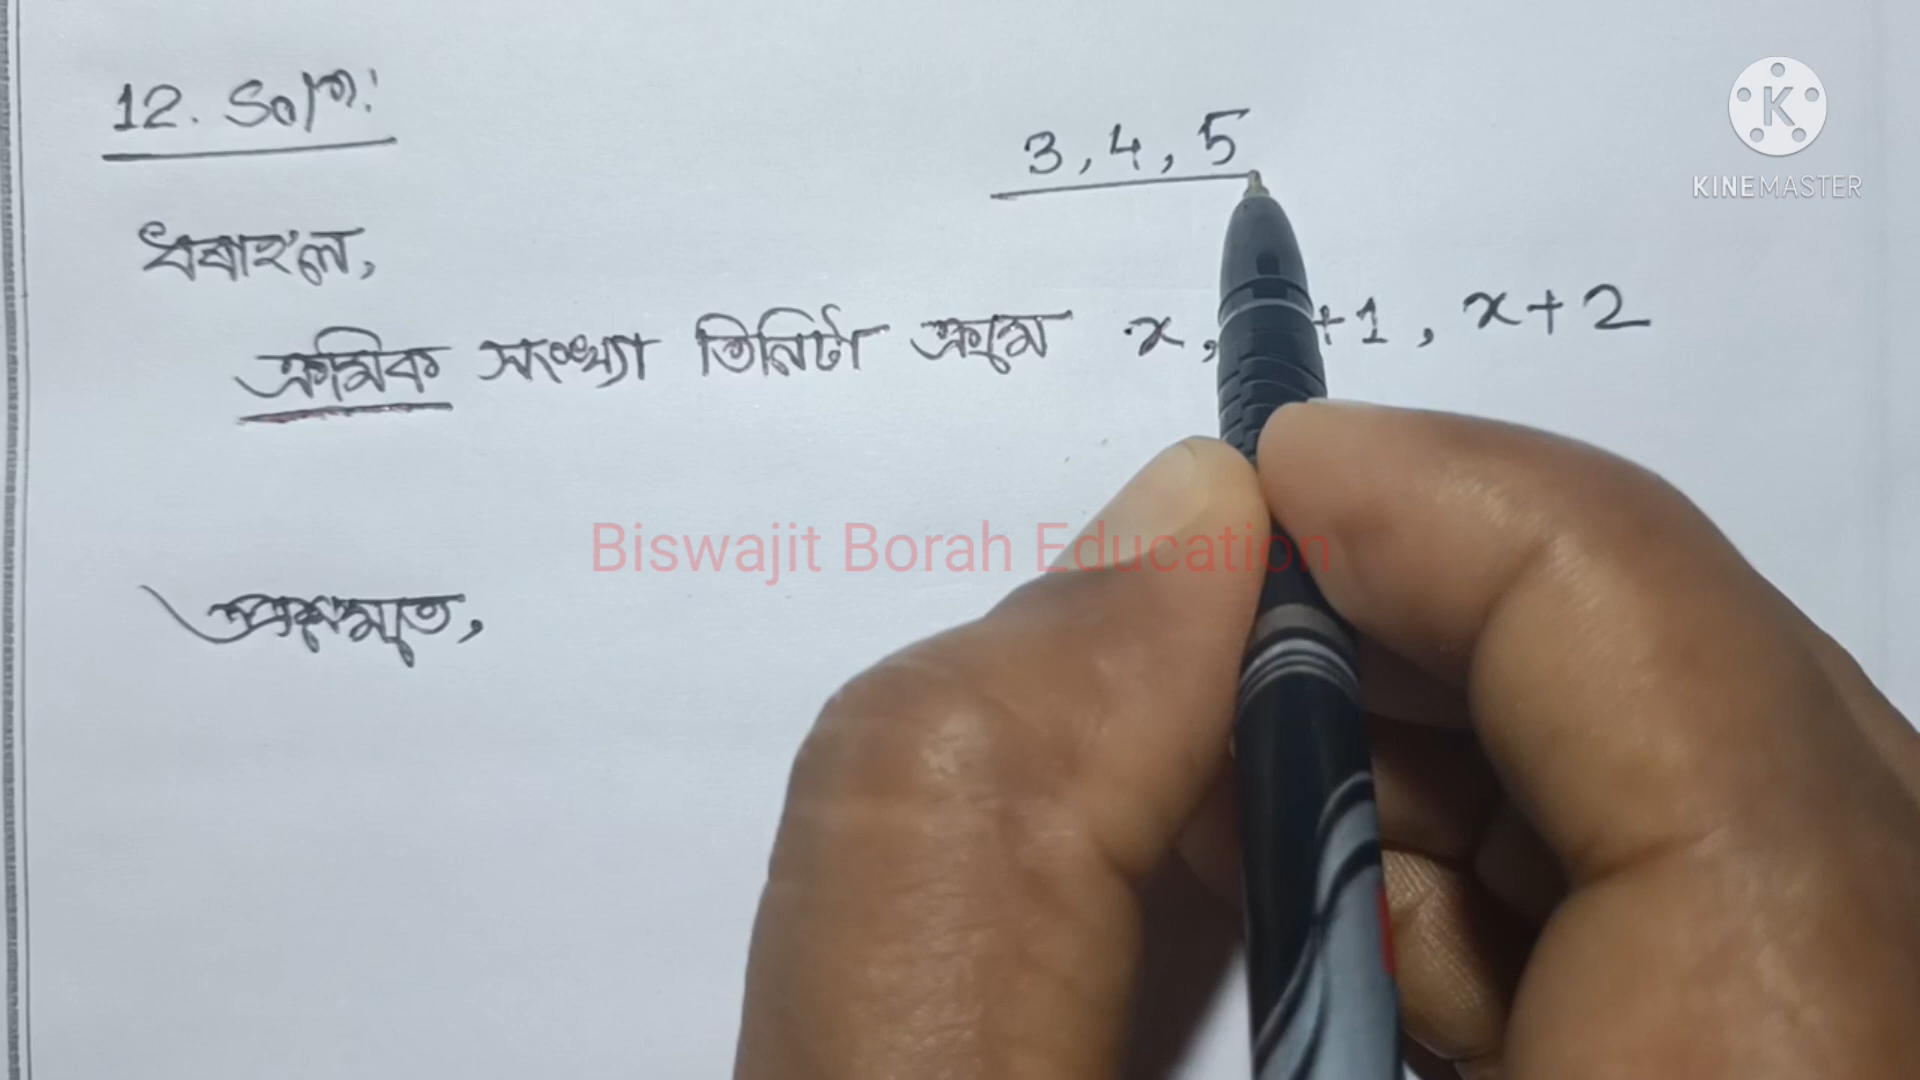 12. Soln:
3, 4, 5
ধৰাহ'ল,
ক্ৰমিক সংখ্যা তিনিটা ক্ৰমে x, +1, x+2
প্ৰশ্নমতে,
Biswajit Borah Education
K
KINEMASTER